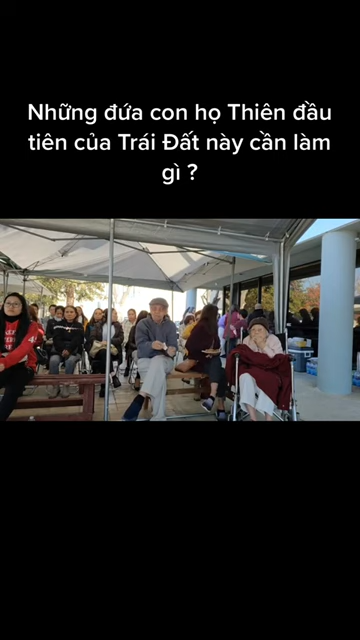 Những đứa con họ Thiên đầu
tiên của Trái Đất này cần làm
gì ?